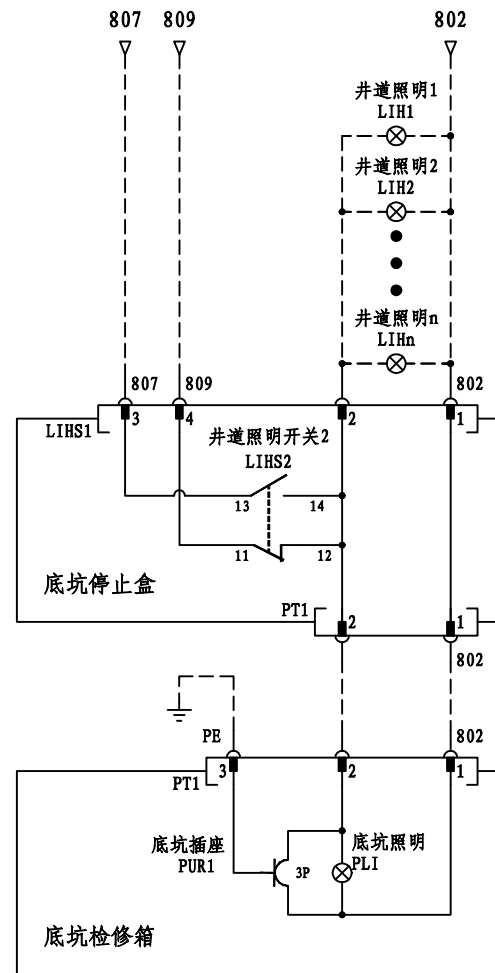 807 809 802
井道照明1
LIH1
井道照明2
LIH2
井道照明n
LIHn
807 809 802
3 4 2 1
LIHS1
井道照明开关2
LIHS2
13 14
11 12
底坑停止盒
PT1 2 1
802
PE 802
3 2 1
PT1
底坑插座
PUR1
3P
底坑照明
PLI
底坑检修箱